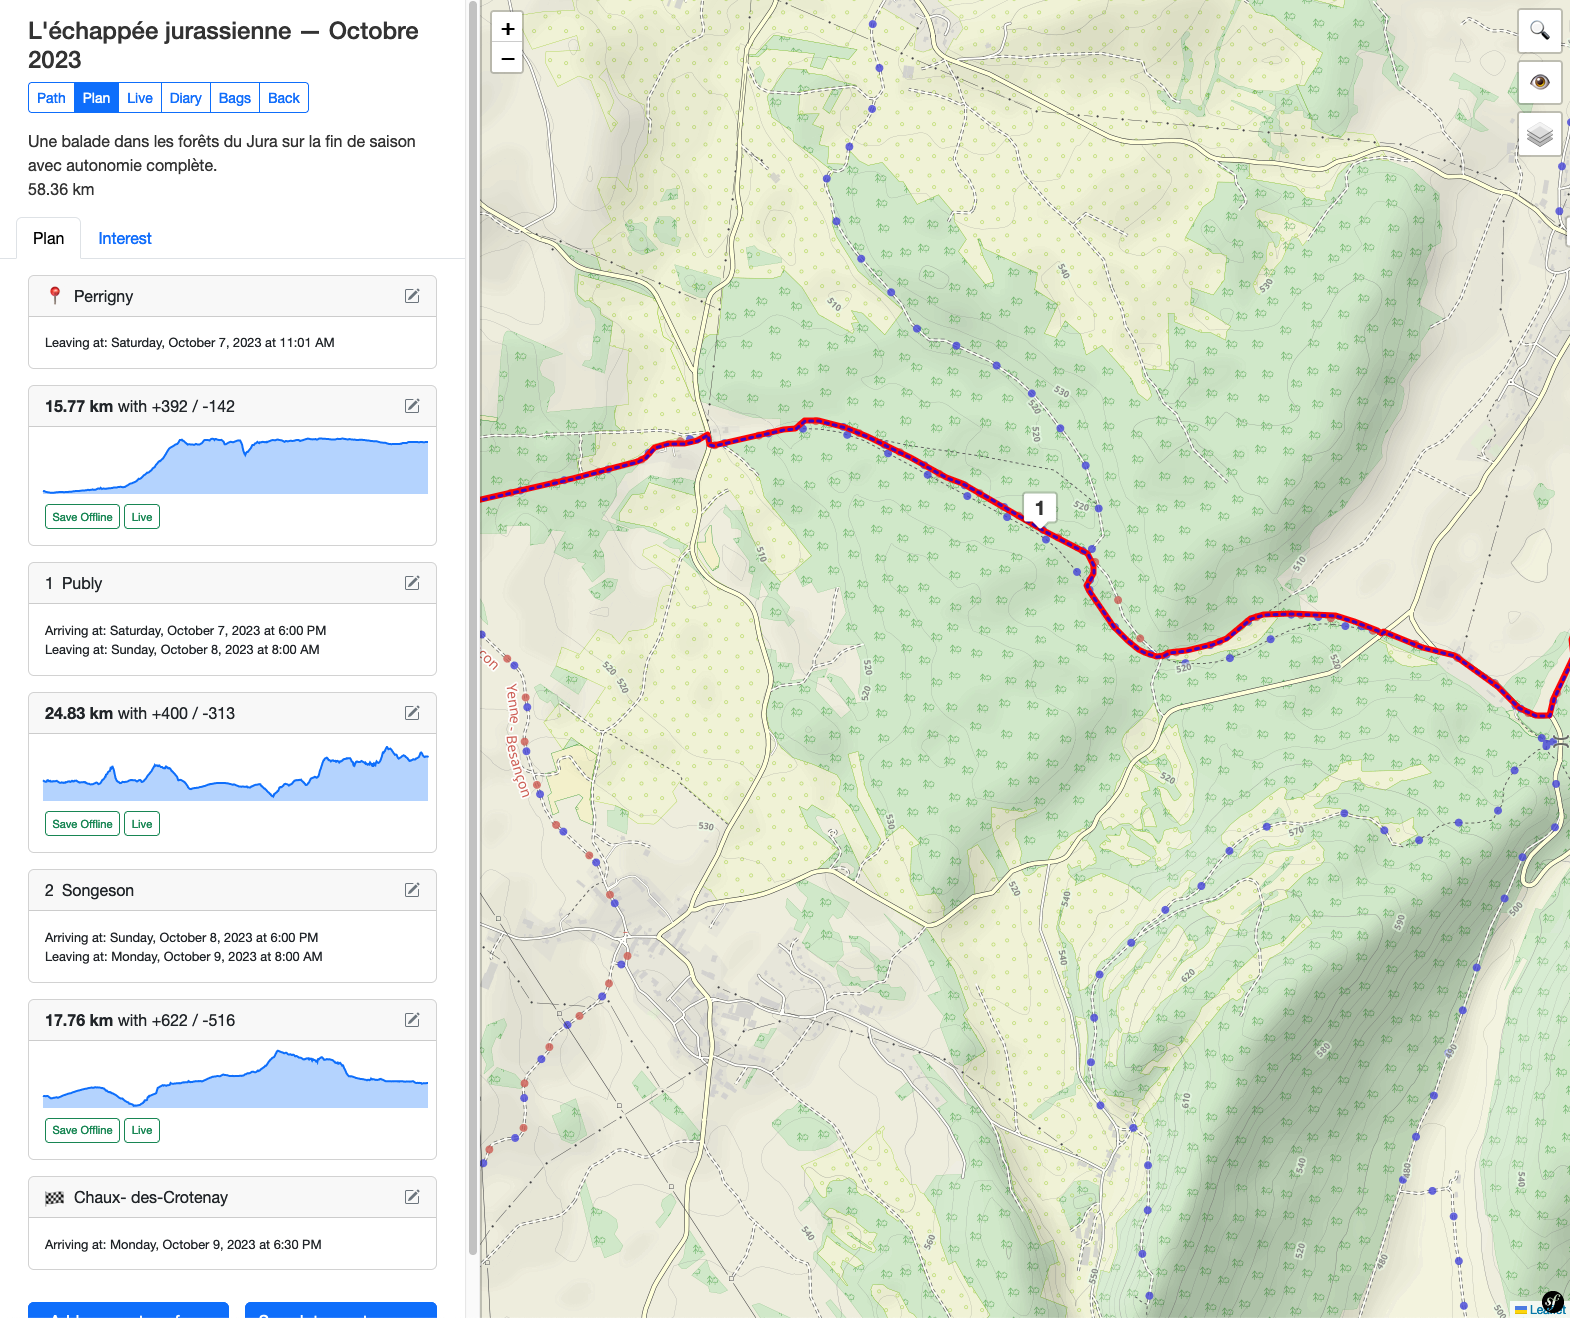 L'échappée jurassienne — Octobre
2023
Path Plan Live Diary Bags Back
Une balade dans les forêts du Jura sur la fin de saison
avec autonomie complète.
58.36 km
Plan Interest
Perrigny
Leaving at: Saturday, October 7, 2023 at 11:01 AM
15.77 km with +392 / -142
Save Offline Live
1 Publy
Arriving at: Saturday, October 7, 2023 at 6:00 PM
Leaving at: Sunday, October 8, 2023 at 8:00 AM
24.83 km with +400 / -313
Save Offline Live
2 Songeson
Arriving at: Sunday, October 8, 2023 at 6:00 PM
Leaving at: Monday, October 9, 2023 at 8:00 AM
17.76 km with +622 / -516
Save Offline Live
Chaux- des-Crotenay
Arriving at: Monday, October 9, 2023 at 6:30 PM
+
−
540
530
510
530
520
520
1
520
510
510
520
520
520
520
520
520
çon
Yenne - Besançon
520
530
530
570
520
540
590
500
540
620
490
530
580
610
480
540
540
540
560
520
480
550
500
sf